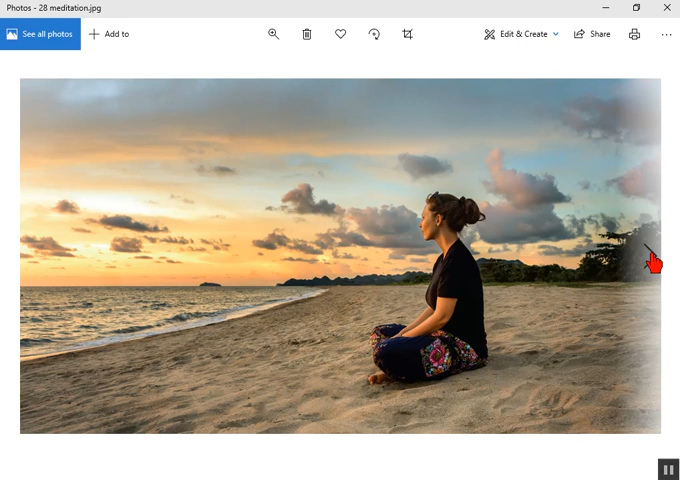 Photos - 28 meditation.jpg
See all photos
Add to
Edit & Create
Share